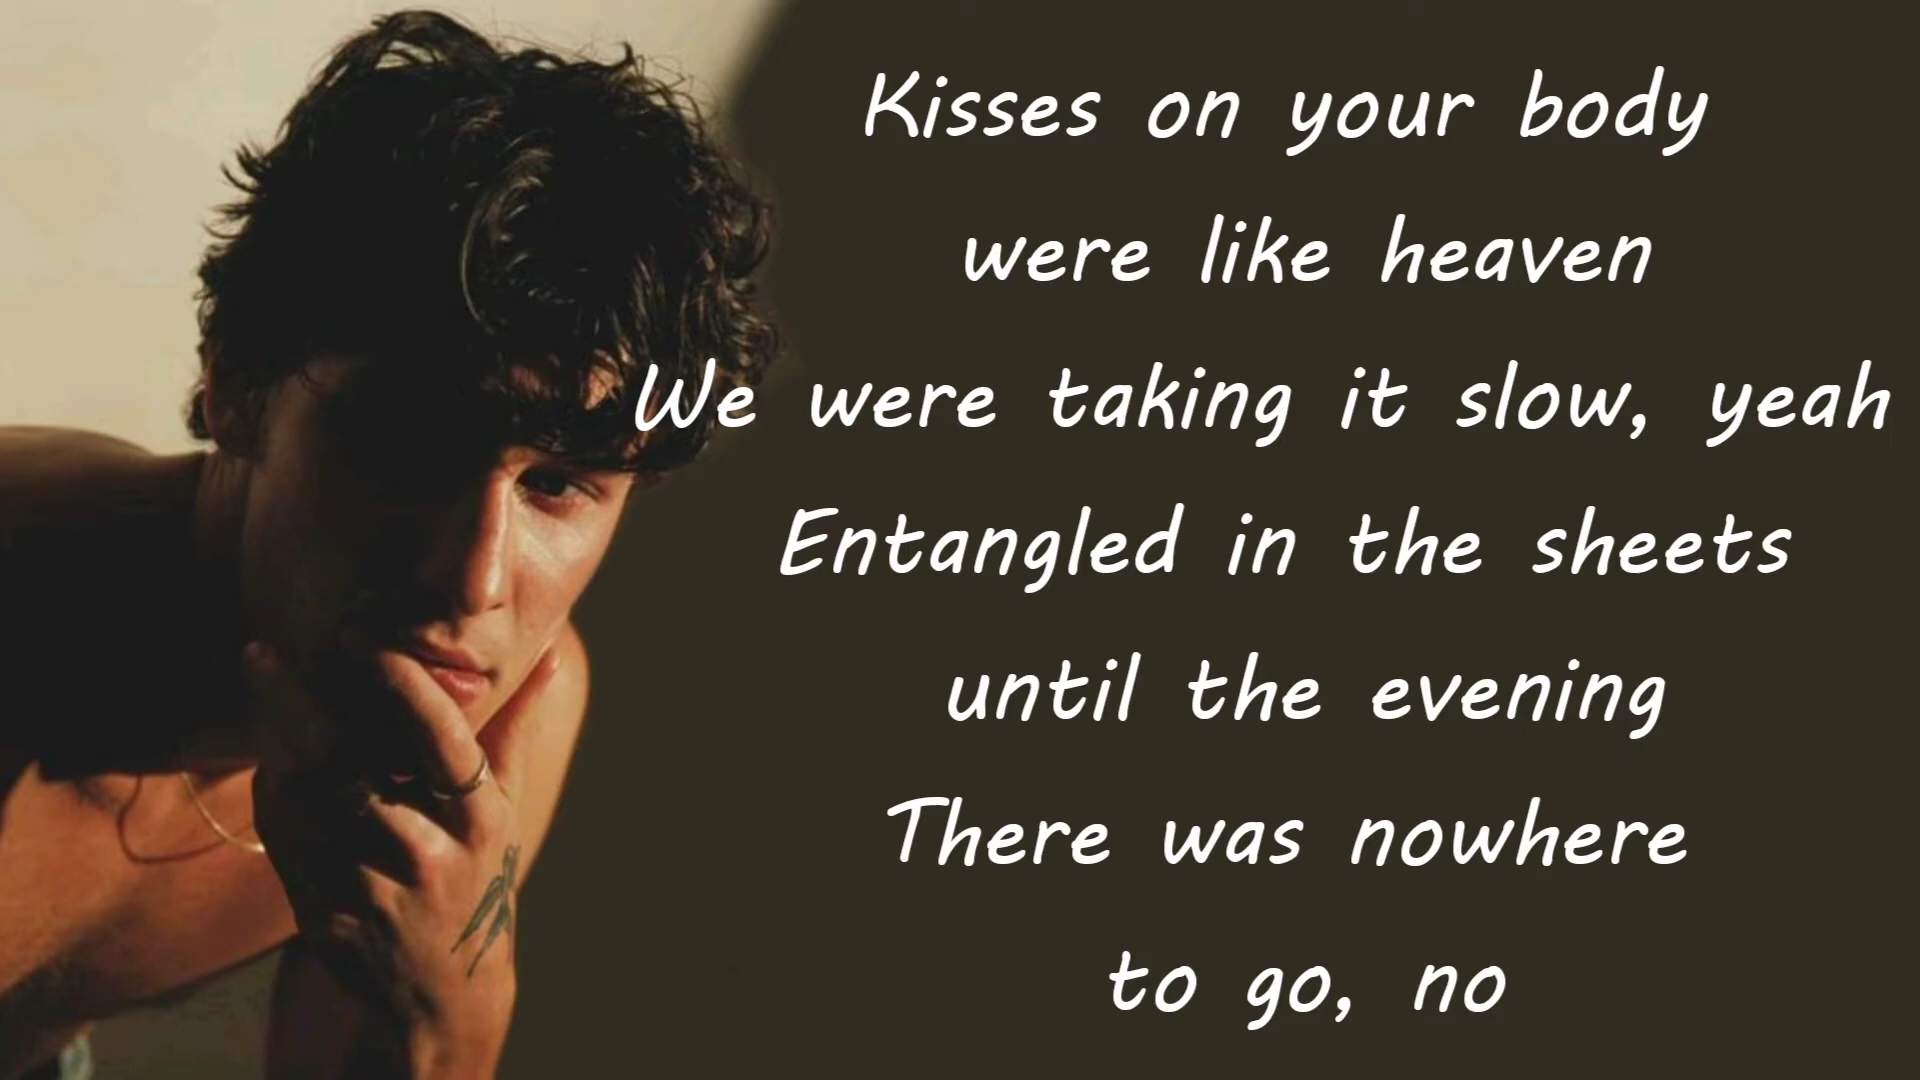 Kisses on your body
were like heaven
We were taking it slow, yeah
Entangled in the sheets
until the evening
There was nowhere
to go, no